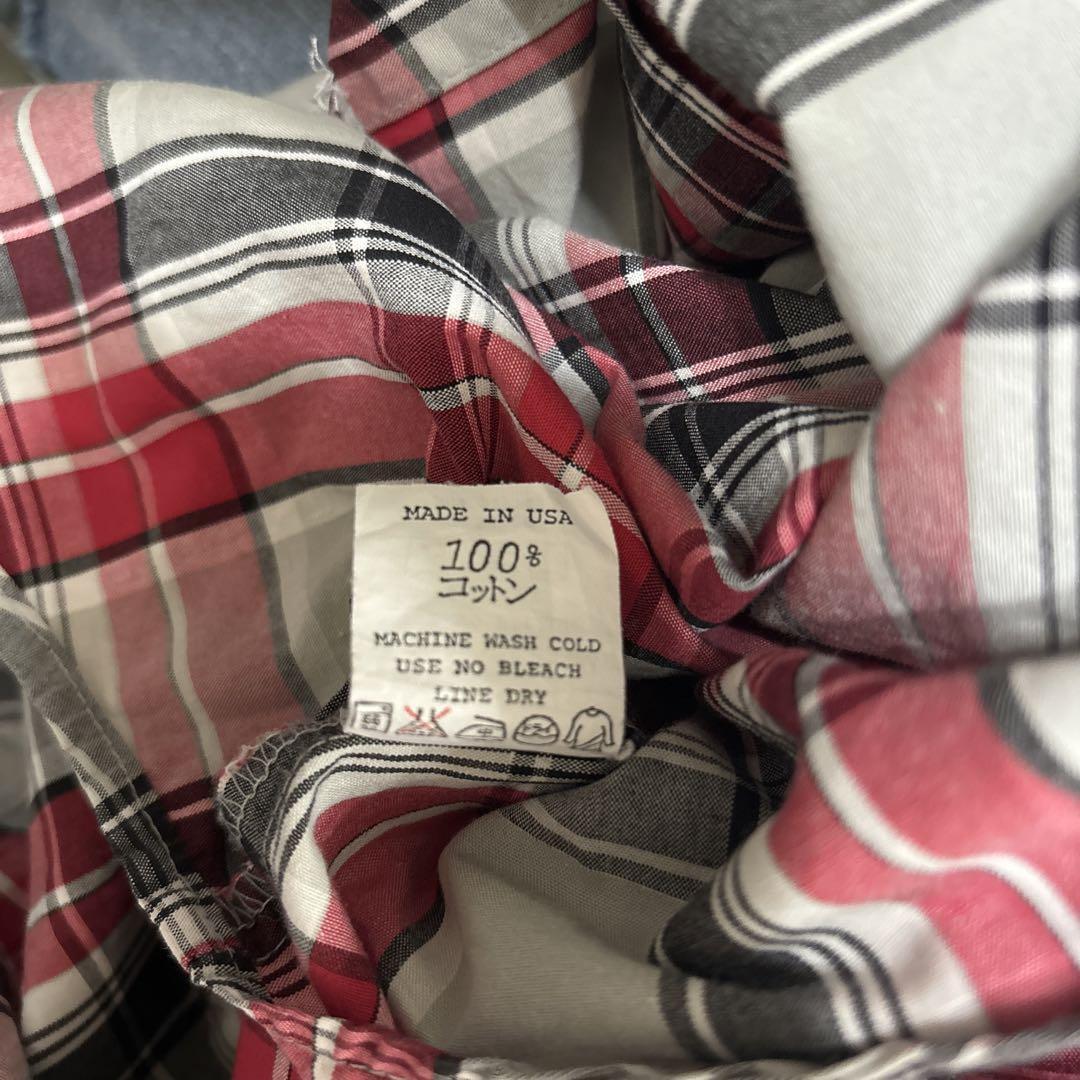 MADE IN USA
100%
コットン
MACHINE WASH COLD
USE NO BLEACH
LINE DRY